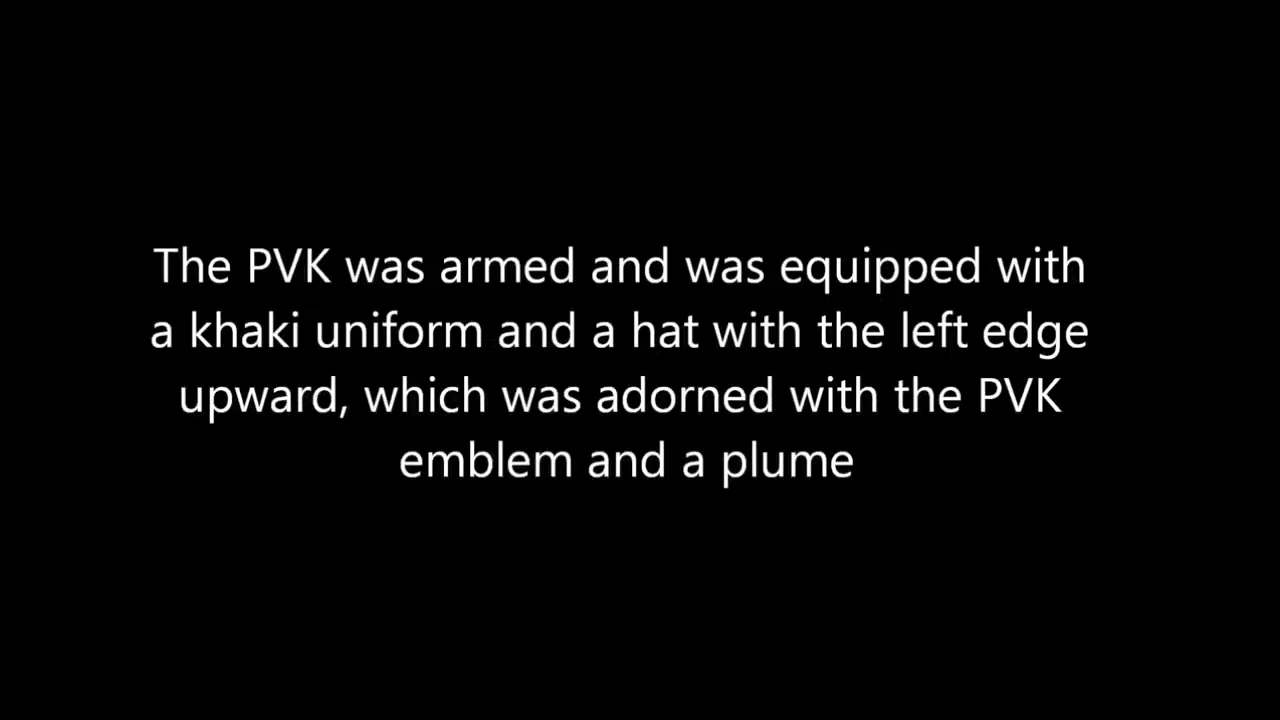 The PVK was armed and was equipped with
a khaki uniform and a hat with the left edge
upward, which was adorned with the PVK
emblem and a plume